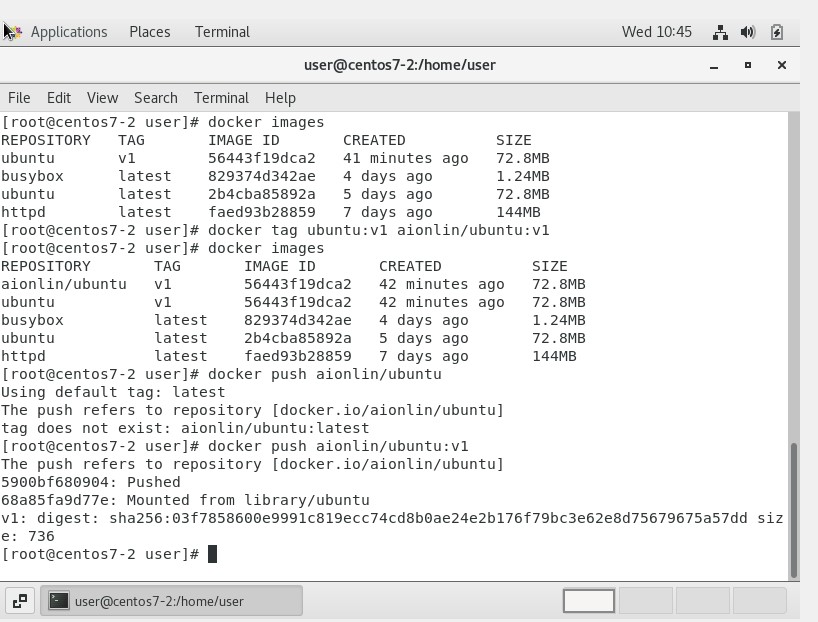 Applications Places Terminal Wed 10:45
user@centos7-2:/home/user
File Edit View Search Terminal Help
[root@centos7-2 user]# docker images
REPOSITORY TAG IMAGE ID CREATED SIZE
ubuntu v1 56443f19dca2 41 minutes ago 72.8MB
busybox latest 829374d342ae 4 days ago 1.24MB
ubuntu latest 2b4cba85892a 5 days ago 72.8MB
httpd latest faed93b28859 7 days ago 144MB
[root@centos7-2 user]# docker tag ubuntu:v1 aionlin/ubuntu:v1
[root@centos7-2 user]# docker images
REPOSITORY TAG IMAGE ID CREATED SIZE
aionlin/ubuntu v1 56443f19dca2 42 minutes ago 72.8MB
ubuntu v1 56443f19dca2 42 minutes ago 72.8MB
busybox latest 829374d342ae 4 days ago 1.24MB
ubuntu latest 2b4cba85892a 5 days ago 72.8MB
httpd latest faed93b28859 7 days ago 144MB
[root@centos7-2 user]# docker push aionlin/ubuntu
Using default tag: latest
The push refers to repository [docker.io/aionlin/ubuntu]
tag does not exist: aionlin/ubuntu:latest
[root@centos7-2 user]# docker push aionlin/ubuntu:v1
The push refers to repository [docker.io/aionlin/ubuntu]
5900bf680904: Pushed
68a85fa9d77e: Mounted from library/ubuntu
v1: digest: sha256:03f7858600e9991c819ecc74cd8b0ae24e2b176f79bc3e62e8d75679675a57dd siz
e: 736
[root@centos7-2 user]#
user@centos7-2:/home/user